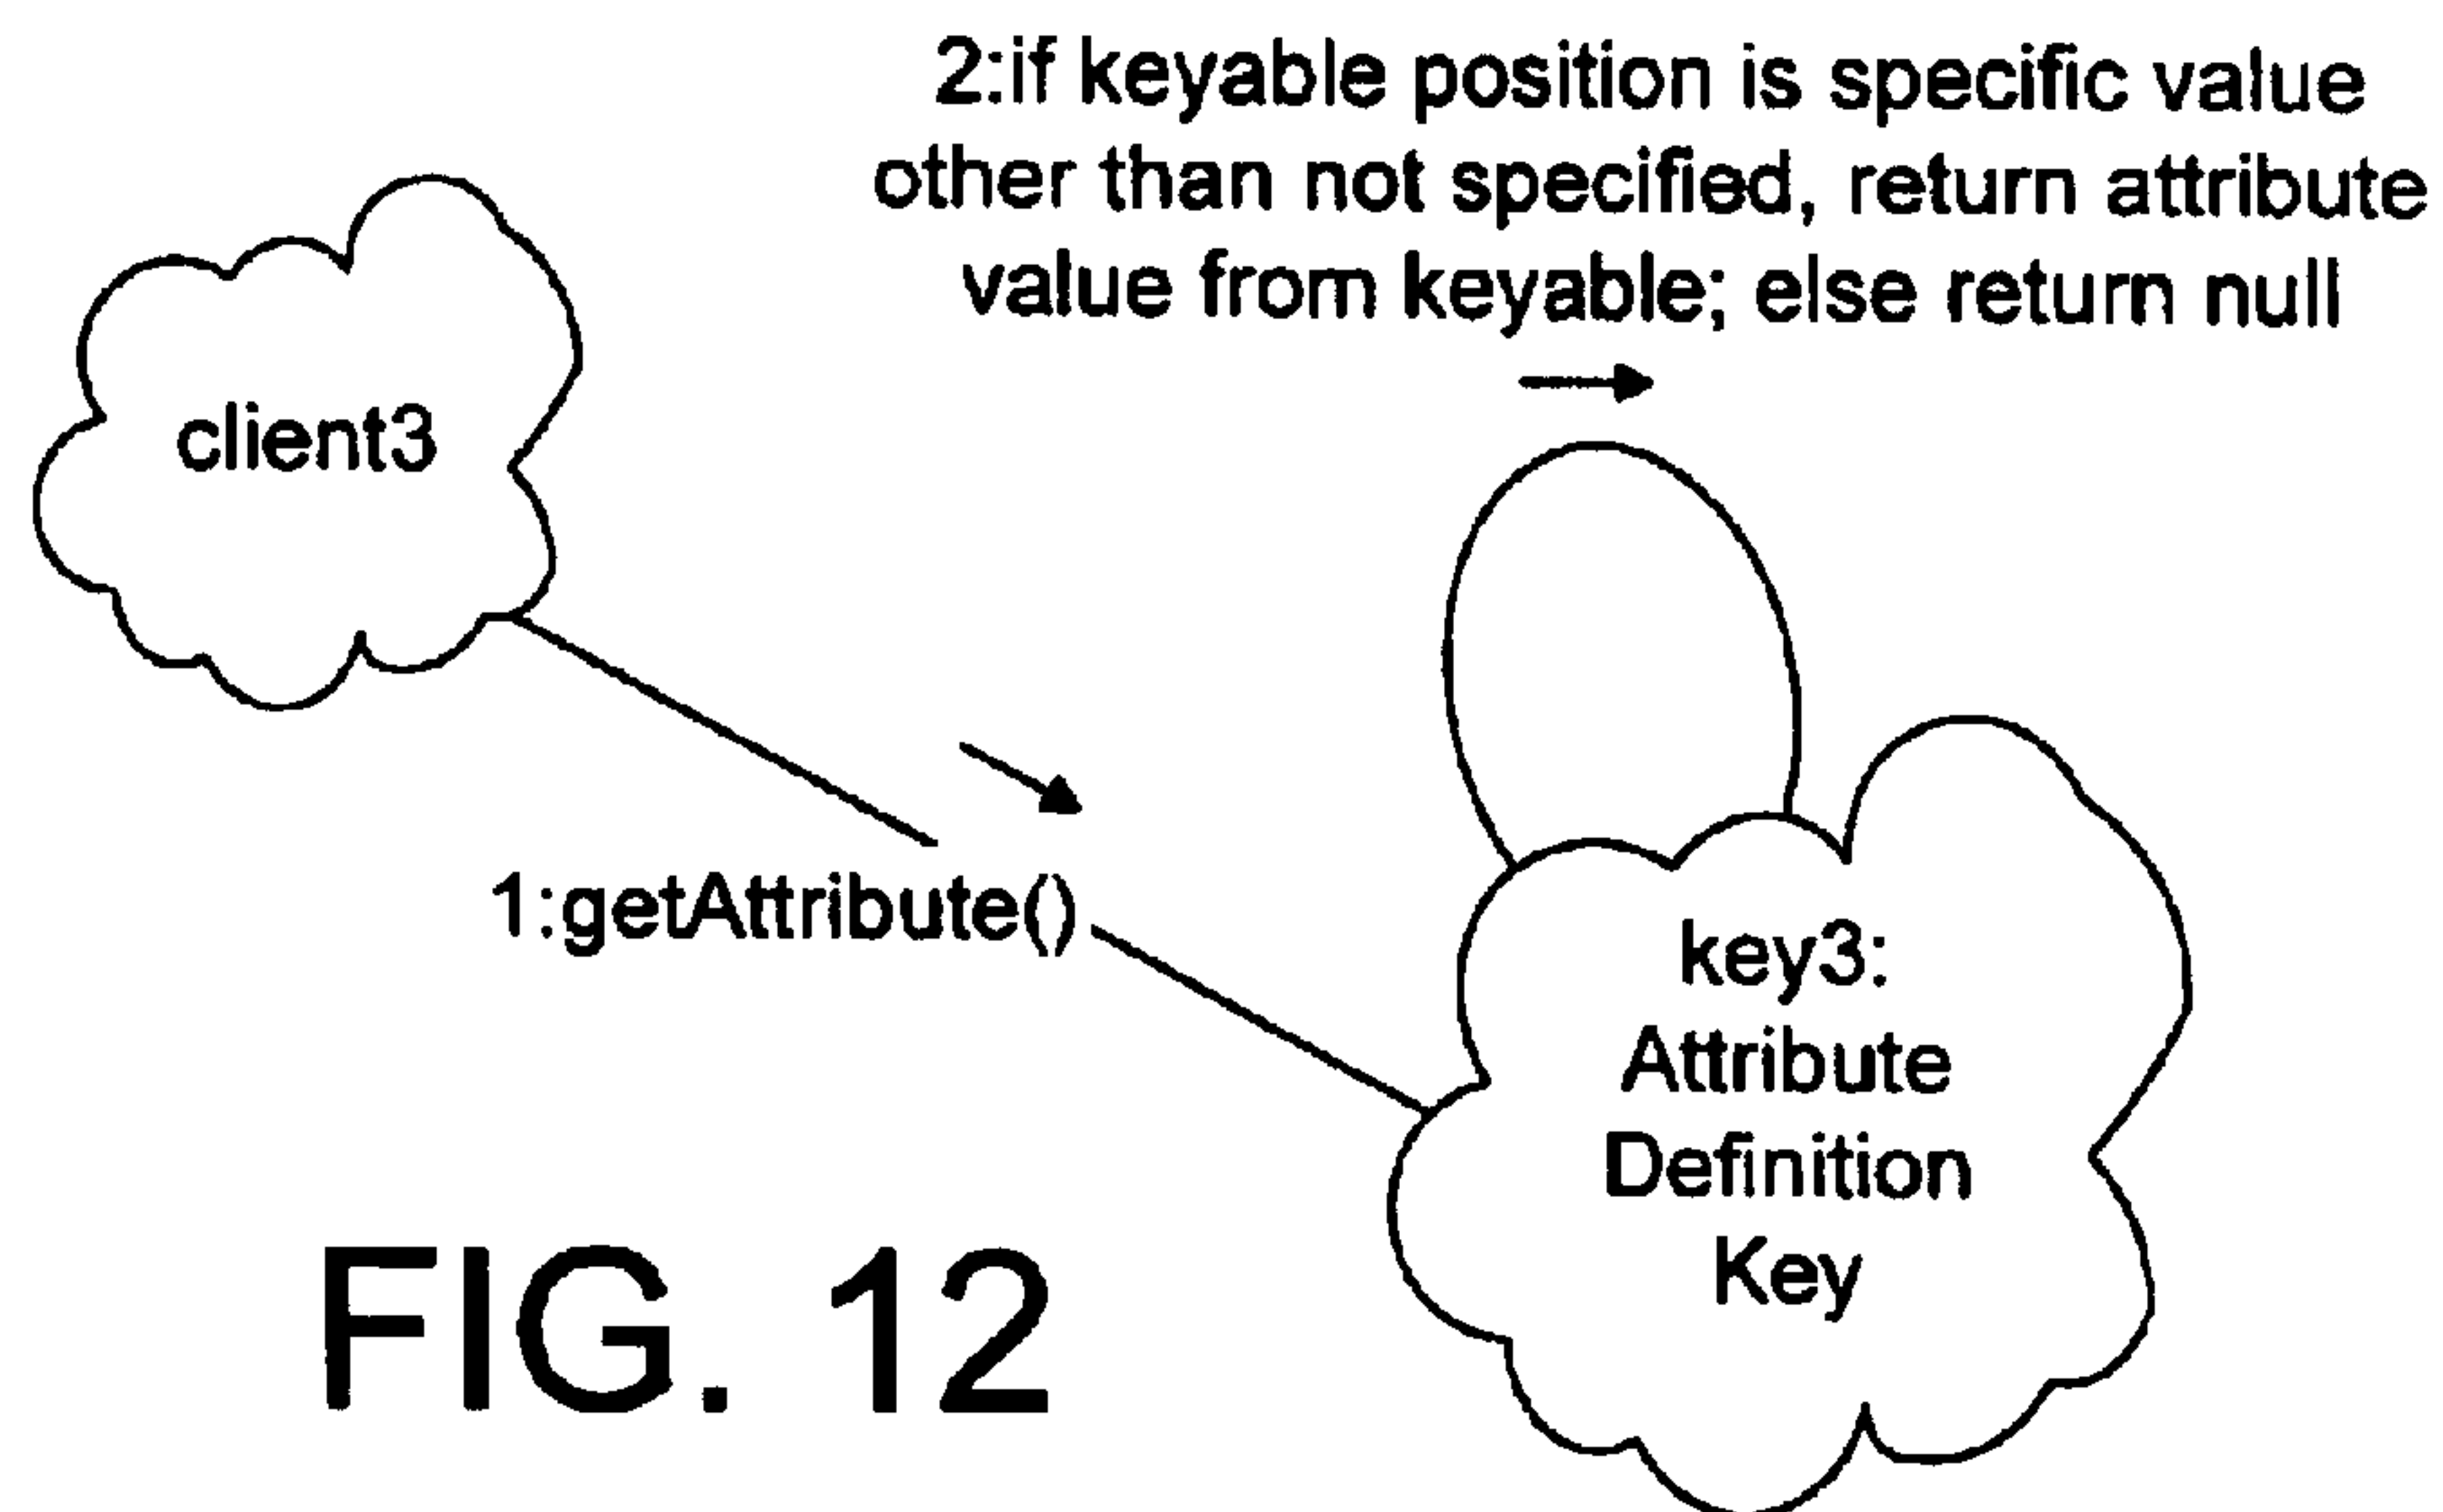 2:if keyable position is specific value
other than not specified, return attribute
value from keyable; else return null
client3
1:getAttribute()
key3:
Attribute
Definition
Key
FIG. 12